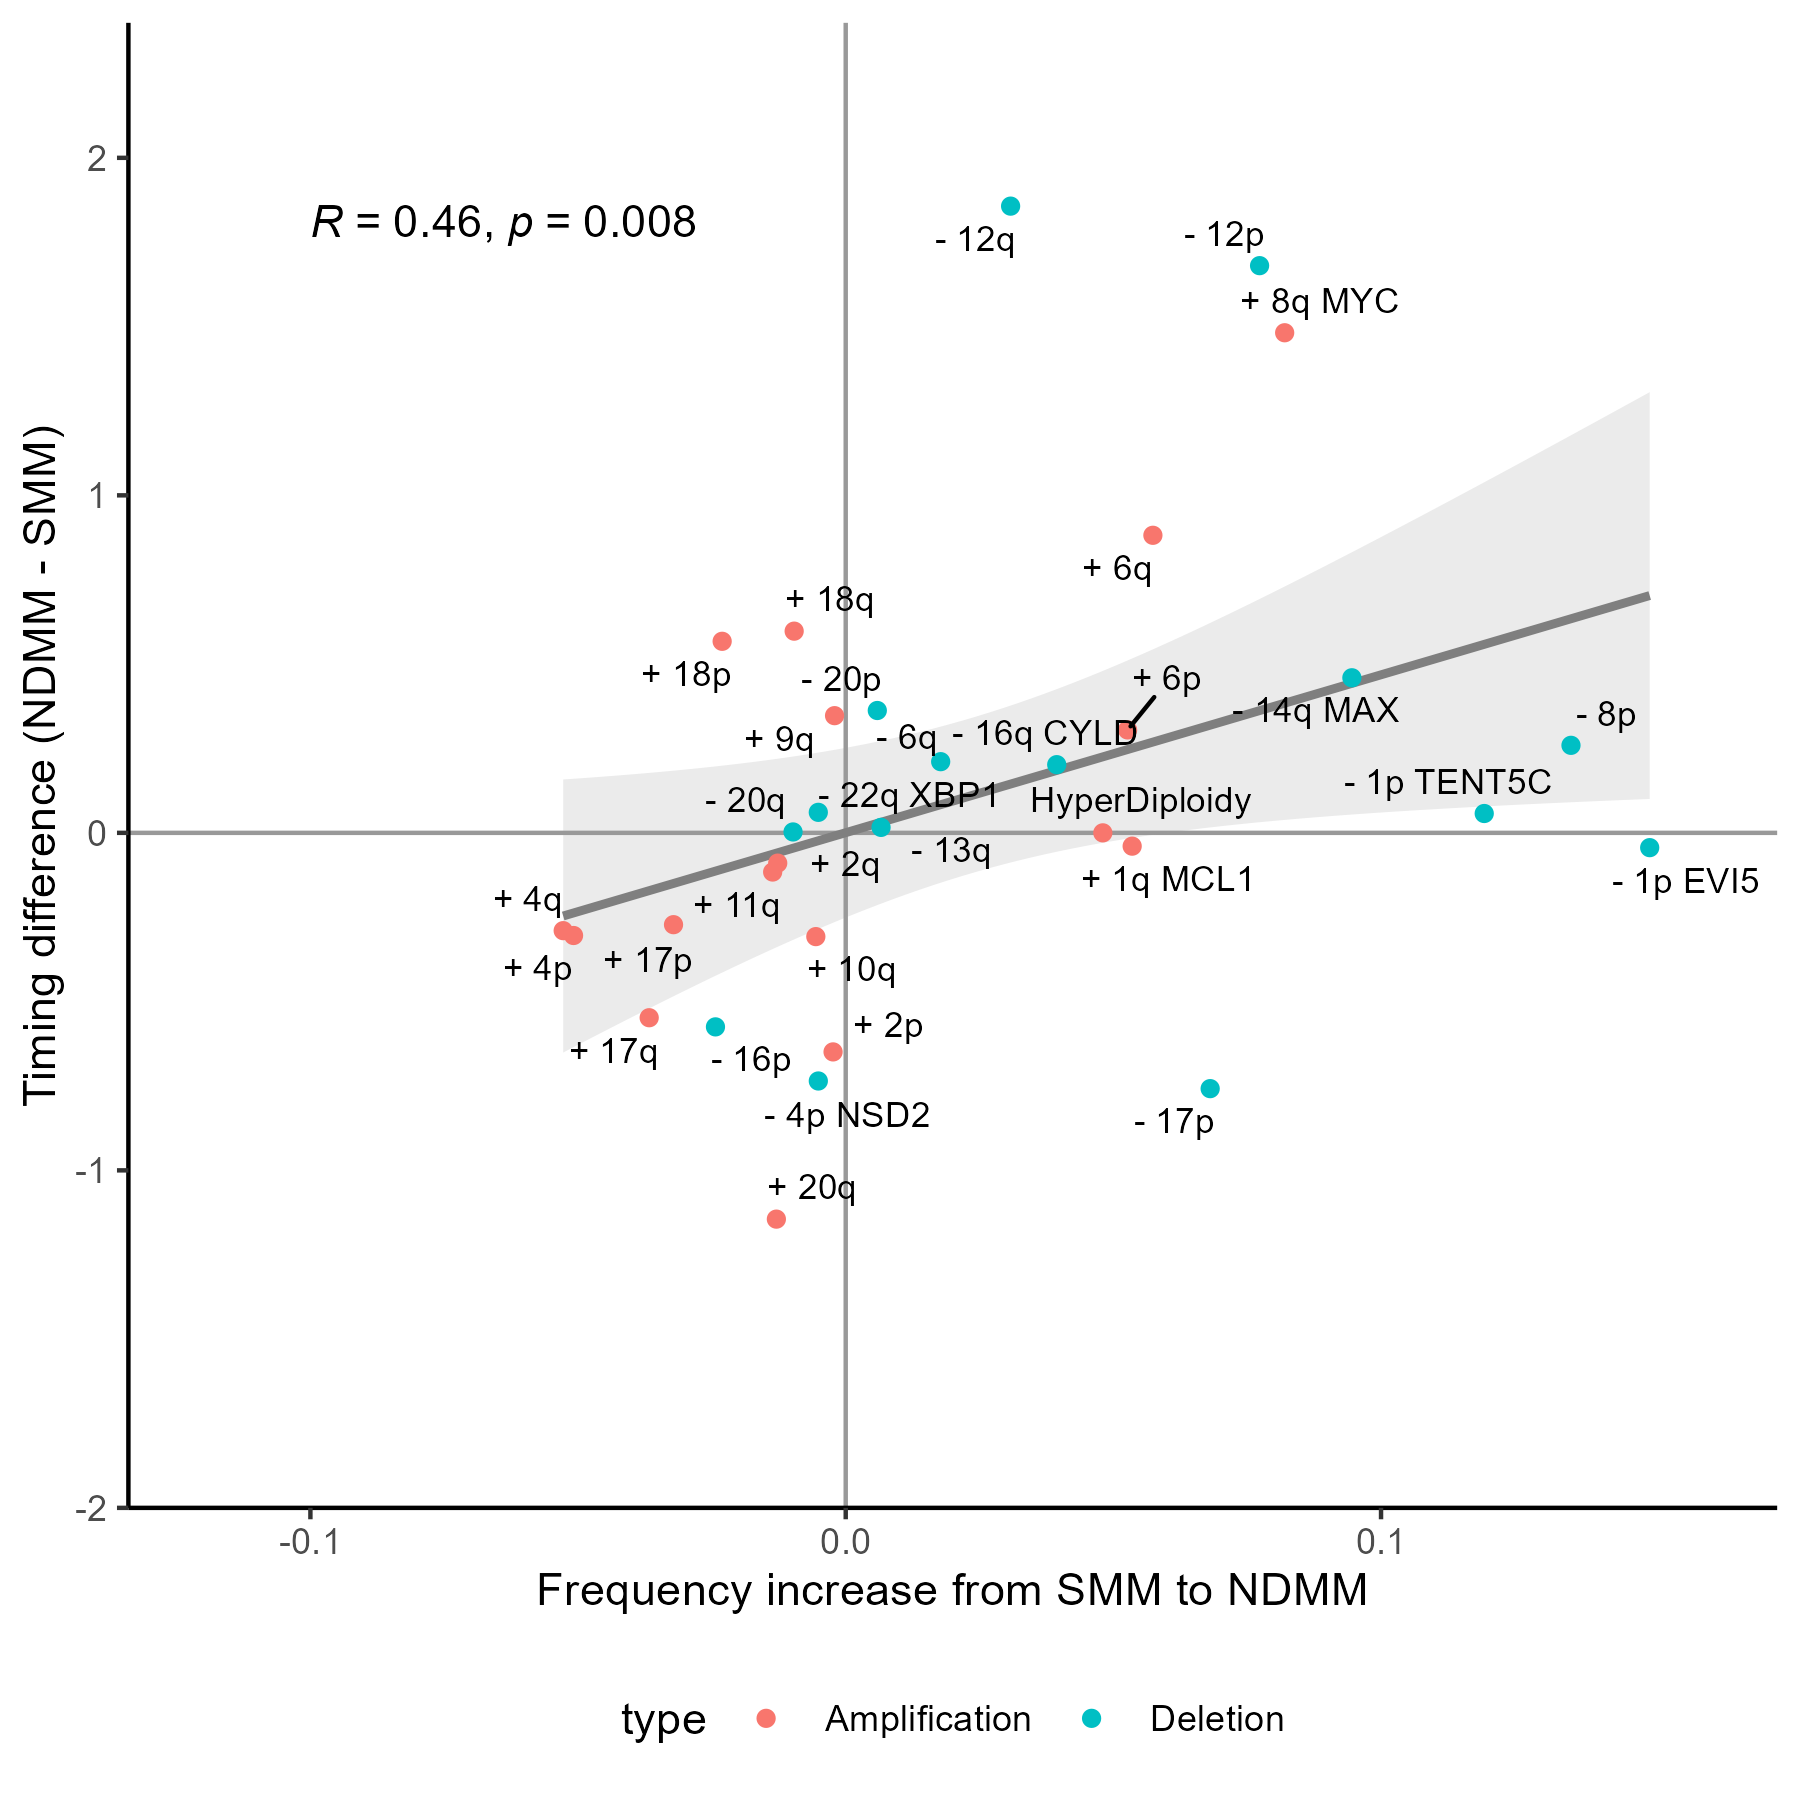 2
R = 0.46, p = 0.008
- 12q
- 12p
+ 8q MYC
1
+ 6q
+ 18q
+ 18p
- 20p
+ 6p
- 14q MAX
- 8p
+ 9q
- 6q
- 16q CYLD
- 1p TENT5C
- 20q
- 22q XBP1
HyperDiploidy
0
- 13q
+ 2q
+ 1q MCL1
- 1p EVI5
+ 4q
+ 11q
+ 4p
+ 17p
+ 10q
+ 2p
+ 17q
- 16p
- 4p NSD2
- 17p
-1
+ 20q
-2
-0.1
0.0
0.1
Timing difference (NDMM - SMM)
Frequency increase from SMM to NDMM
type
Amplification
Deletion